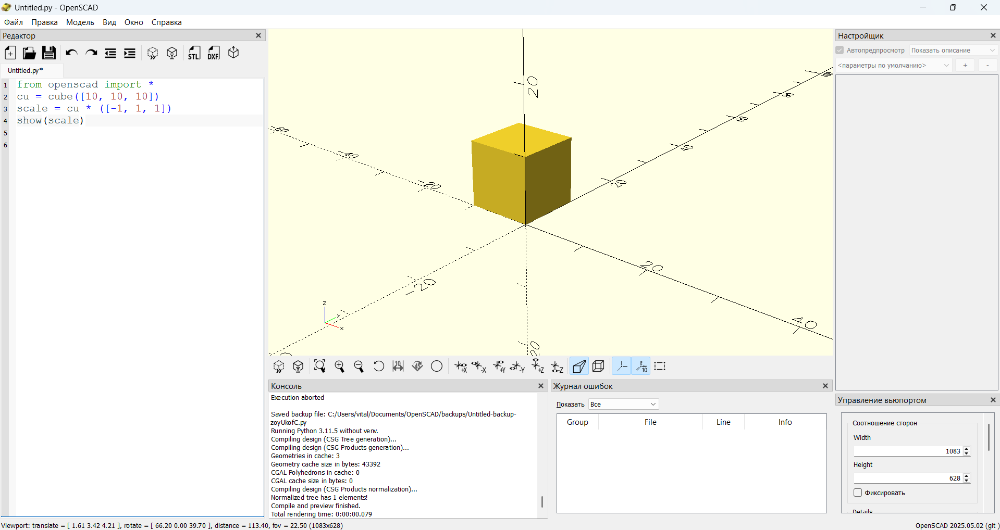 Untitled.py - OpenSCAD
Файл Правка Модель Вид Окно Справка
Редактор
STL DXF
Untitled.py*
1 from openscad import *
2 cu = cube([10, 10, 10])
3 scale = cu * ([-1, 1, 1])
4 show(scale)
5
6
20
-40
-20
20
40
20
40
-20
z
y
x
10 45 +X -X +Y -Y +Z -Z 10
Консоль
Execution aborted
Saved backup file: C:/Users/vital/Documents/OpenSCAD/backups/Untitled-backup-
zoyUkofC.py
Running Python 3.11.5 without venv.
Compiling design (CSG Tree generation)...
Compiling design (CSG Products generation)...
Geometries in cache: 3
Geometry cache size in bytes: 43392
CGAL Polyhedrons in cache: 0
CGAL cache size in bytes: 0
Compiling design (CSG Products normalization)...
Normalized tree has 1 elements!
Compile and preview finished.
Total rendering time: 0:00:00.079
Журнал ошибок
Показать Все
Group File Line Info
Настройщик
Автопредпросмотр Показать описание
<параметры по умолчанию> + -
Управление вьюпортом
Соотношение сторон
Width
1083
Height
628
Фиксировать
Details
Viewport: translate = [ 1.61 3.42 4.21 ], rotate = [ 66.20 0.00 39.70 ], distance = 113.40, fov = 22.50 (1083x628)
OpenSCAD 2025.05.02 (git )